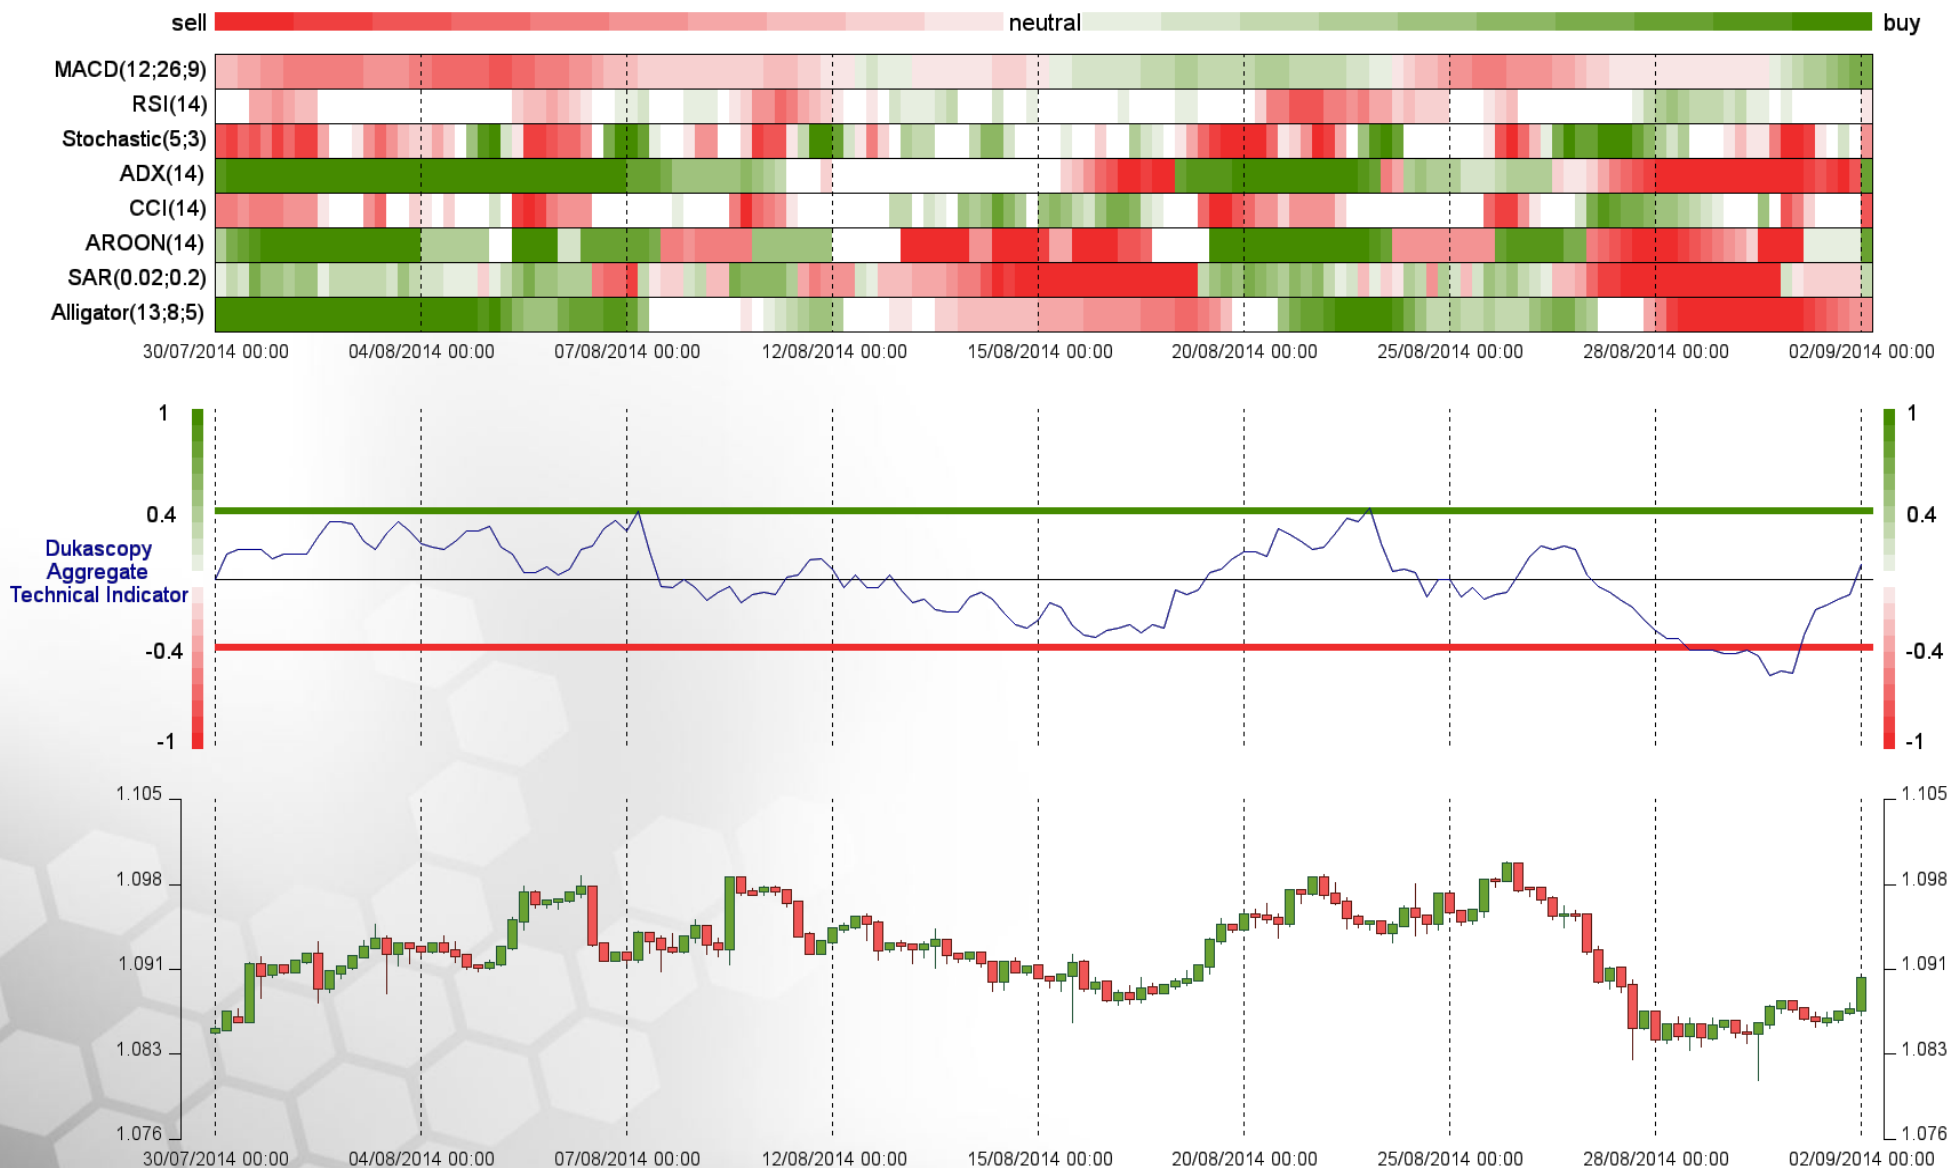 sell neutral buy
MACD(12;26;9)
RSI(14)
Stochastic(5;3)
ADX(14)
CCI(14)
AROON(14)
SAR(0.02;0.2)
Alligator(13;8;5)
30/07/2014 00:00 04/08/2014 00:00 07/08/2014 00:00 12/08/2014 00:00 15/08/2014 00:00 20/08/2014 00:00 25/08/2014 00:00 28/08/2014 00:00 02/09/2014 00:00
1 1
0.4 0.4
Dukascopy
Aggregate
Technical Indicator
-0.4 -0.4
-1 -1
1.105 1.105
1.098 1.098
1.091 1.091
1.083 1.083
1.076 1.076
30/07/2014 00:00 04/08/2014 00:00 07/08/2014 00:00 12/08/2014 00:00 15/08/2014 00:00 20/08/2014 00:00 25/08/2014 00:00 28/08/2014 00:00 02/09/2014 00:00